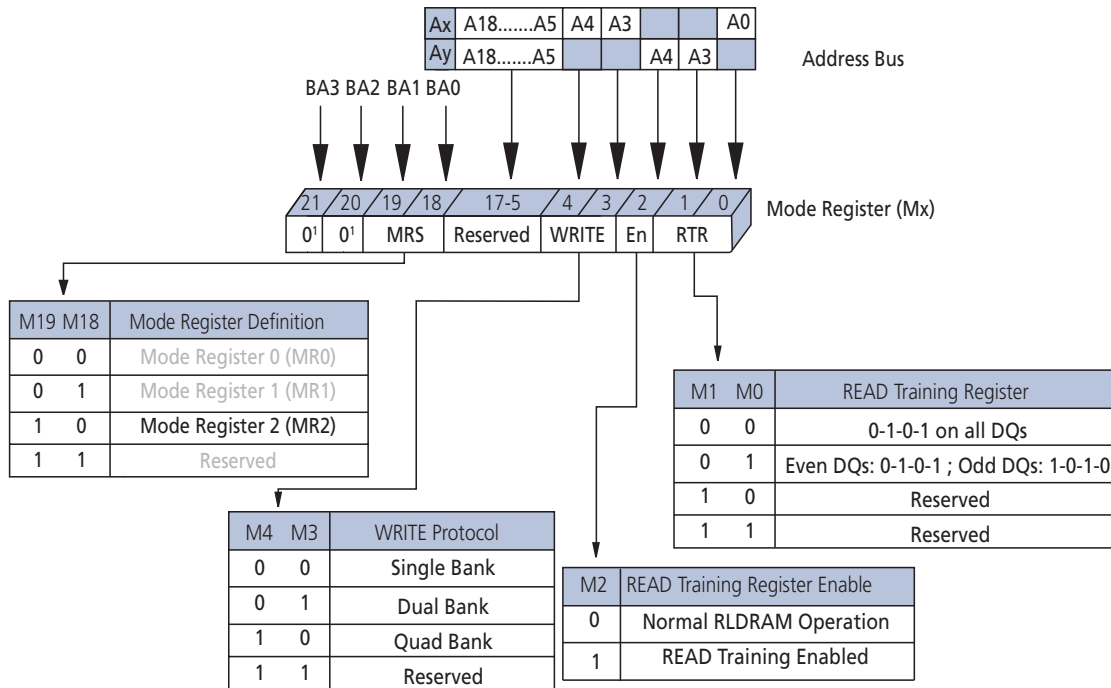 Ax A18.......A5 A4 A3 A0
Ay A18.......A5 A4 A3
Address Bus
BA3 BA2 BA1 BA0
21 20 19 18 17-5 4 3 2 1 0
Mode Register (Mx)
0¹ 0¹ MRS Reserved WRITE En RTR
M19 M18 Mode Register Definition
0 0 Mode Register 0 (MR0)
0 1 Mode Register 1 (MR1)
1 0 Mode Register 2 (MR2)
1 1 Reserved
M1 M0 READ Training Register
0 0 0-1-0-1 on all DQs
0 1 Even DQs: 0-1-0-1 ; Odd DQs: 1-0-1-0
1 0 Reserved
1 1 Reserved
M4 M3 WRITE Protocol
0 0 Single Bank
0 1 Dual Bank
1 0 Quad Bank
1 1 Reserved
M2 READ Training Register Enable
0 Normal RLDRAM Operation
1 READ Training Enabled